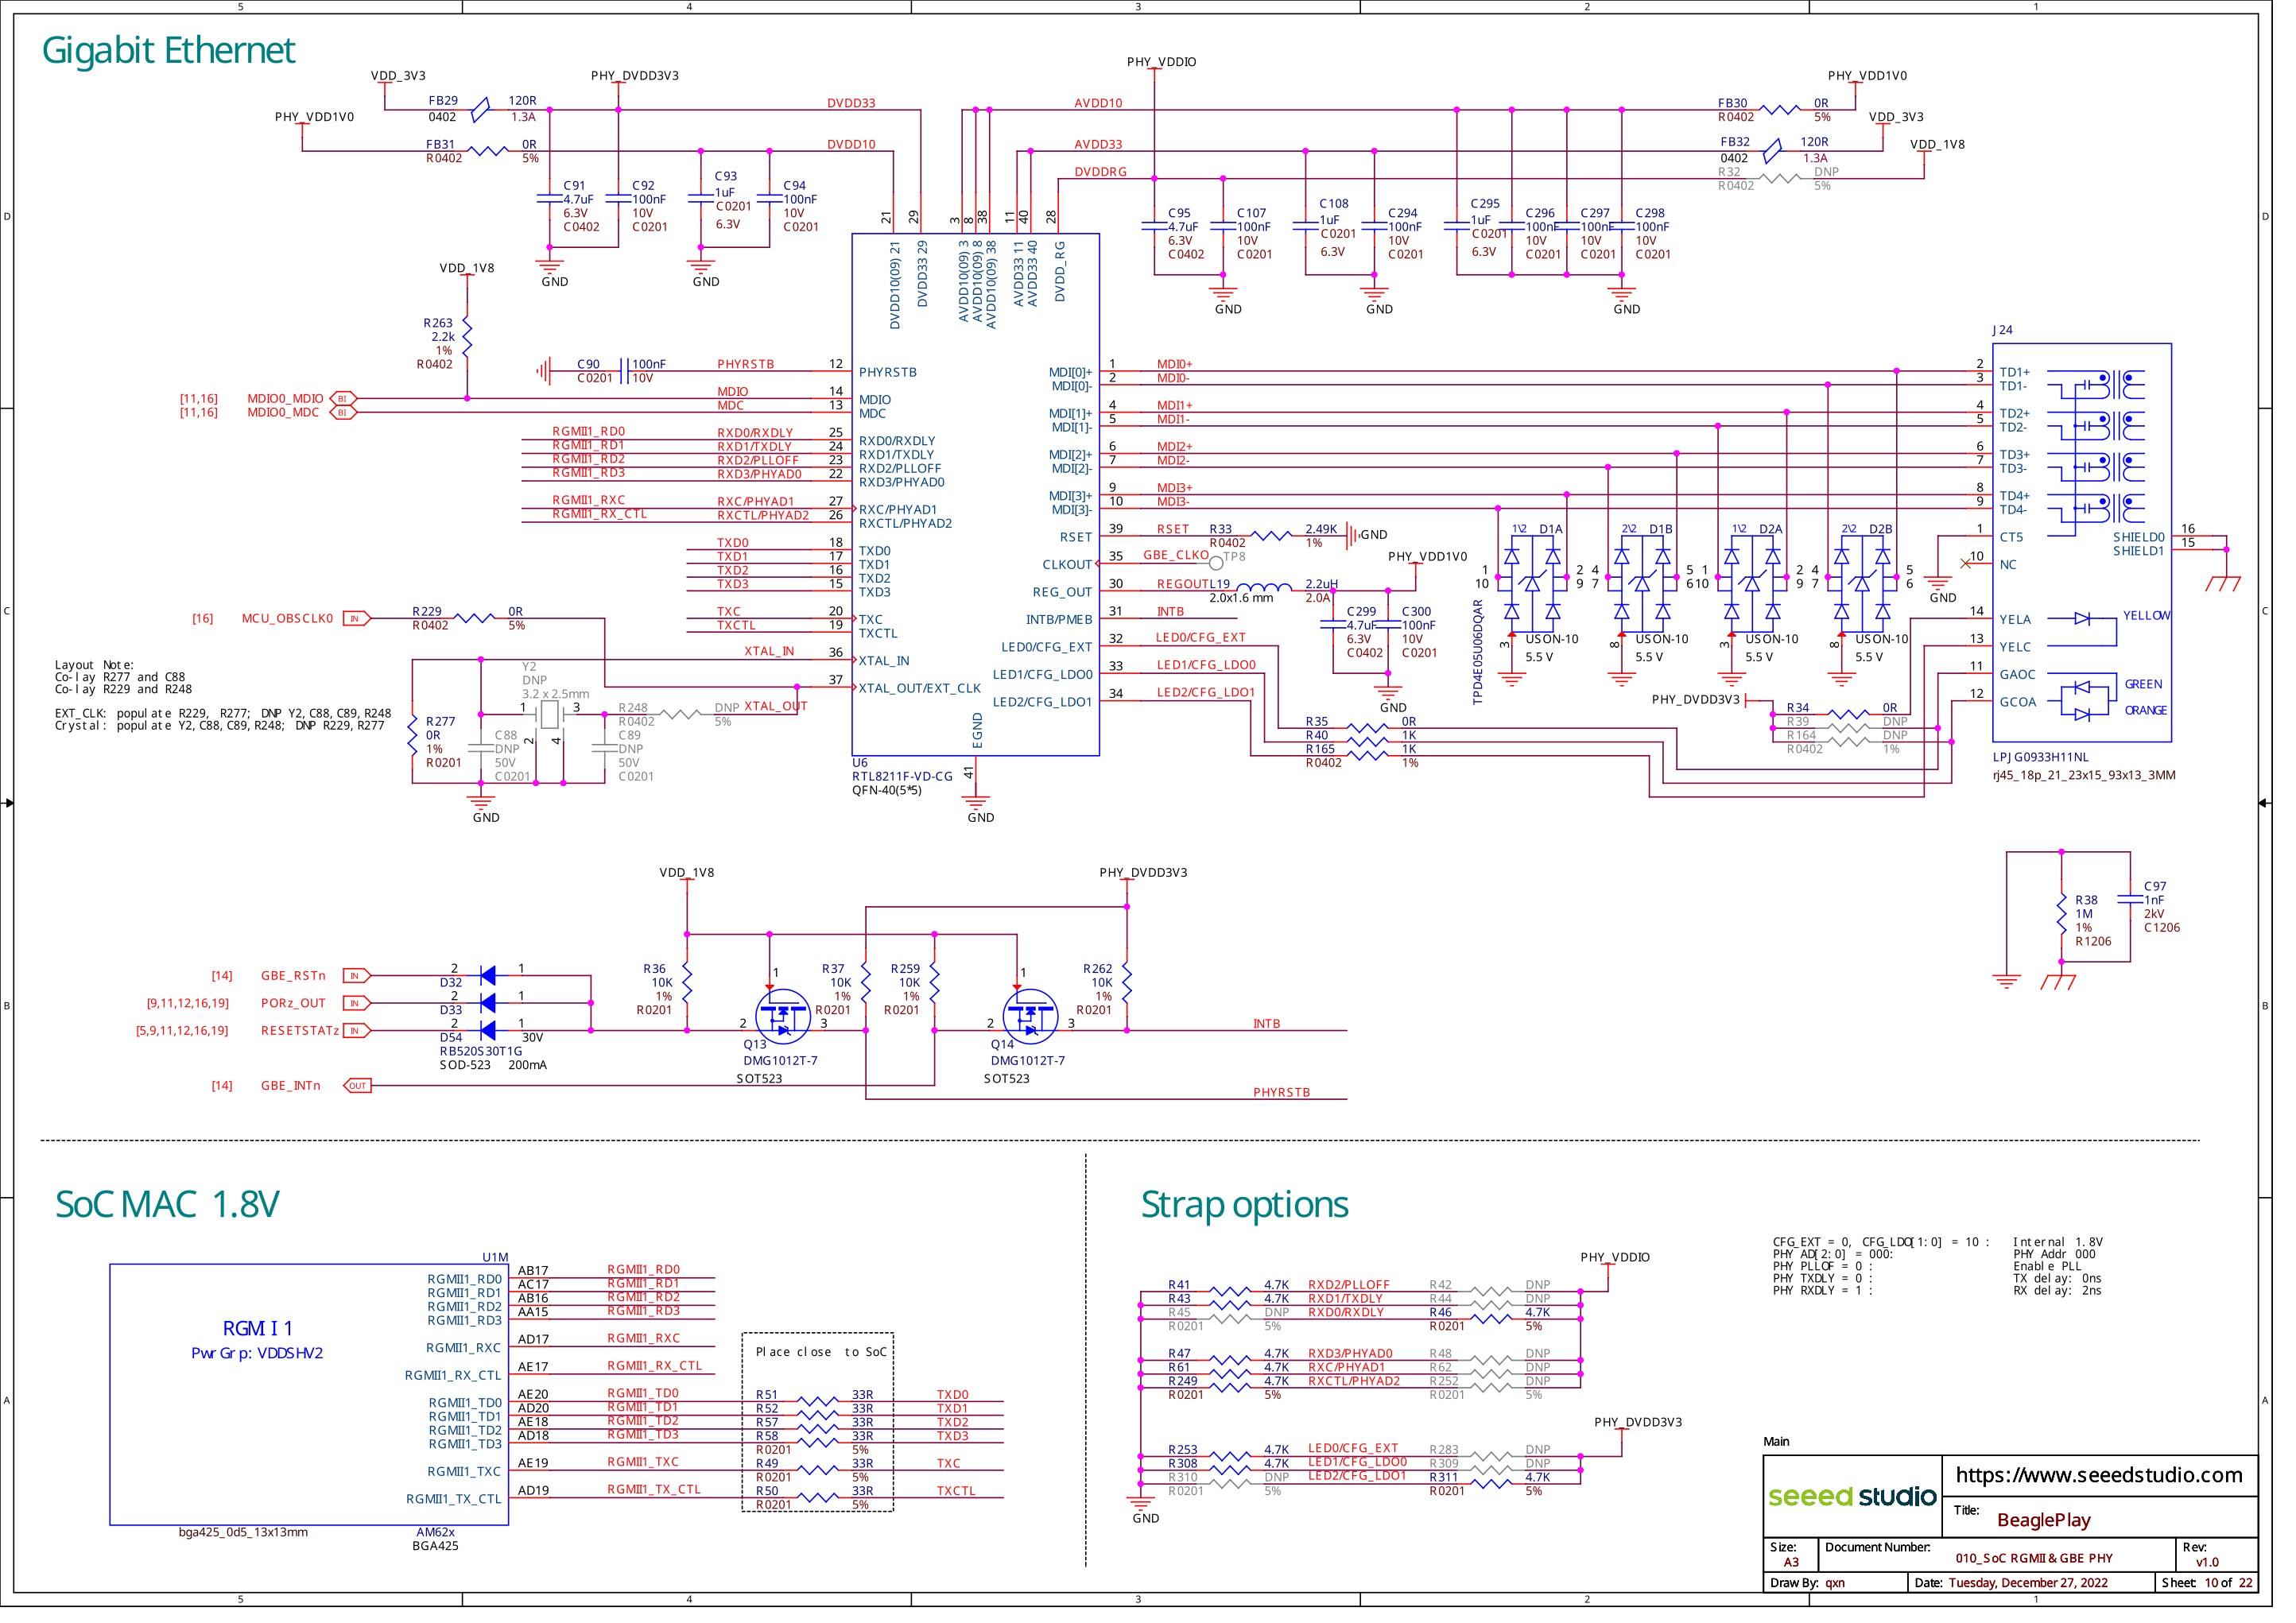 5 4 3 2 1
Gigabit Ethernet
VDD_3V3
PHY_DVDD3V3
PHY_VDDIO
PHY_VDD1V0
FB29 120R
0402 1.3A
DVDD33
AVDD10
FB30 0R
R0402 5%
PHY_VDD1V0
VDD_3V3
FB31 0R
R0402 5%
DVDD10
AVDD33
FB32 120R
0402 1.3A
VDD_1V8
DVDDRG
R32 DNP
R0402 5%
C91
4.7uF
6.3V
C0402
C92
100nF
10V
C0201
C93
1uF
C0201
6.3V
C94
100nF
10V
C0201
C95
4.7uF
6.3V
C0402
C107
100nF
10V
C0201
C108
1uF
C0201
6.3V
C294
100nF
10V
C0201
C295
1uF
C0201
6.3V
C296
100nF
10V
C0201
C297
100nF
10V
C0201
C298
100nF
10V
C0201
GND GND GND GND GND
21 29 3 8 38 11 40 28
DVDD10(09) 21
DVDD33 29
AVDD10(09) 3
AVDD10(09) 8
AVDD10(09) 38
AVDD33 11
AVDD33 40
DVDD_RG
VDD_1V8
R263
2.2k
1%
R0402
C90 100nF
C0201 10V
PHYRSTB 12 PHYRSTB
[11,16] MDIO0_MDIO BI MDIO 14 MDIO
[11,16] MDIO0_MDC BI MDC 13 MDC
RGMII1_RD0 RXD0/RXDLY 25 RXD0/RXDLY
RGMII1_RD1 RXD1/TXDLY 24 RXD1/TXDLY
RGMII1_RD2 RXD2/PLLOFF 23 RXD2/PLLOFF
RGMII1_RD3 RXD3/PHYAD0 22 RXD3/PHYAD0
RGMII1_RXC RXC/PHYAD1 27 RXC/PHYAD1
RGMII1_RX_CTL RXCTL/PHYAD2 26 RXCTL/PHYAD2
TXD0 18 TXD0
TXD1 17 TXD1
TXD2 16 TXD2
TXD3 15 TXD3
[16] MCU_OBSCLK0 IN
R229 0R
R0402 5%
TXC 20 TXC
TXCTL 19 TXCTL
XTAL_IN 36 XTAL_IN
37 XTAL_OUT/EXT_CLK
XTAL_OUT
Layout Note:
Co-lay R277 and C88
Co-lay R229 and R248
EXT_CLK: populate R229, R277; DNP Y2, C88, C89, R248
Crystal: populate Y2, C88, C89, R248; DNP R229, R277
Y2
DNP
3.2 x 2.5mm
1 3 2 4
R248 DNP
R0402 5%
R277
0R
1%
R0201
C88
DNP
50V
C0201
C89
DNP
50V
C0201
GND
MDI[0]+ 1 MDI0+
MDI[0]- 2 MDI0-
MDI[1]+ 4 MDI1+
MDI[1]- 5 MDI1-
MDI[2]+ 6 MDI2+
MDI[2]- 7 MDI2-
MDI[3]+ 9 MDI3+
MDI[3]- 10 MDI3-
RSET 39 RSET
R33 2.49K
R0402 1%
GND
CLKOUT 35 GBE_CLKO TP8
PHY_VDD1V0
REG_OUT 30 REGOUT
L19 2.2uH
2.0x1.6 mm 2.0A
INTB/PMEB 31 INTB
LED0/CFG_EXT 32 LED0/CFG_EXT
LED1/CFG_LDO0 33 LED1/CFG_LDO0
LED2/CFG_LDO1 34 LED2/CFG_LDO1
C299
4.7uF
6.3V
C0402
C300
100nF
10V
C0201
GND
EGND
41
GND
U6
RTL8211F-VD-CG
QFN-40(5*5)
R35 0R
R40 1K
R165 1K
R0402 1%
TPD4E05U06DQAR
1\2 D1A
1 10 2 9 3
USON-10
5.5 V
2\2 D1B
4 7 5 6 8
USON-10
5.5 V
1\2 D2A
1 10 2 9 3
USON-10
5.5 V
2\2 D2B
4 7 5 6 8
USON-10
5.5 V
PHY_DVDD3V3
R34 0R
R39 DNP
R164 DNP
R0402 1%
J24
2 TD1+
3 TD1-
4 TD2+
5 TD2-
6 TD3+
7 TD3-
8 TD4+
9 TD4-
1 CT5
10 NC
GND
16 SHIELD0
15 SHIELD1
14 YELA
13 YELC
11 GAOC
12 GCOA
YELLOW
GREEN
ORANGE
LPJG0933H11NL
rj45_18p_21_23x15_93x13_3MM
VDD_1V8
PHY_DVDD3V3
R38
1M
1%
R1206
C97
1nF
2kV
C1206
[14] GBE_RSTn IN 2 1
D32
[9,11,12,16,19] PORz_OUT IN 2 1
D33
[5,9,11,12,16,19] RESETSTATz IN 2 1
D54 30V
RB520S30T1G
SOD-523 200mA
[14] GBE_INTn OUT
R36
10K
1%
R0201
1 2 3
Q13
DMG1012T-7
SOT523
R37
10K
1%
R0201
R259
10K
1%
R0201
1 2 3
Q14
DMG1012T-7
SOT523
R262
10K
1%
R0201
INTB
PHYRSTB
SoC MAC 1.8V
U1M
RGMII 1
PwrGrp: VDDSHV2
RGMII1_RD0 AB17 RGMII1_RD0
RGMII1_RD1 AC17 RGMII1_RD1
RGMII1_RD2 AB16 RGMII1_RD2
RGMII1_RD3 AA15 RGMII1_RD3
RGMII1_RXC AD17 RGMII1_RXC
RGMII1_RX_CTL AE17 RGMII1_RX_CTL
Place close to SoC
RGMII1_TD0 AE20 RGMII1_TD0 R51 33R TXD0
RGMII1_TD1 AD20 RGMII1_TD1 R52 33R TXD1
RGMII1_TD2 AE18 RGMII1_TD2 R57 33R TXD2
RGMII1_TD3 AD18 RGMII1_TD3 R58 33R TXD3
R0201 5%
RGMII1_TXC AE19 RGMII1_TXC R49 33R TXC
R0201 5%
RGMII1_TX_CTL AD19 RGMII1_TX_CTL R50 33R TXCTL
R0201 5%
bga425_0d5_13x13mm
AM62x
BGA425
Strap options
PHY_VDDIO
R41 4.7K RXD2/PLLOFF R42 DNP
R43 4.7K RXD1/TXDLY R44 DNP
R45 DNP RXD0/RXDLY R46 4.7K
R0201 5% R0201 5%
R47 4.7K RXD3/PHYAD0 R48 DNP
R61 4.7K RXC/PHYAD1 R62 DNP
R249 4.7K RXCTL/PHYAD2 R252 DNP
R0201 5% R0201 5%
PHY_DVDD3V3
R253 4.7K LED0/CFG_EXT R283 DNP
R308 4.7K LED1/CFG_LDO0 R309 DNP
R310 DNP LED2/CFG_LDO1 R311 4.7K
R0201 5% R0201 5%
GND
CFG_EXT = 0, CFG_LDO[1:0] = 10 : Internal 1.8V
PHY AD[2:0] = 000: PHY Addr 000
PHY PLLOF = 0 : Enable PLL
PHY TXDLY = 0 : TX delay: 0ns
PHY RXDLY = 1 : RX delay: 2ns
Main
seeed studio
https://www.seeedstudio.com
Title: BeaglePlay
Size: A3
Document Number: 010_SoC RGMII & GBE PHY
Rev: v1.0
Draw By: qxn
Date: Tuesday, December 27, 2022
Sheet: 10 of 22
D C B A
D C B A
5 4 3 2 1